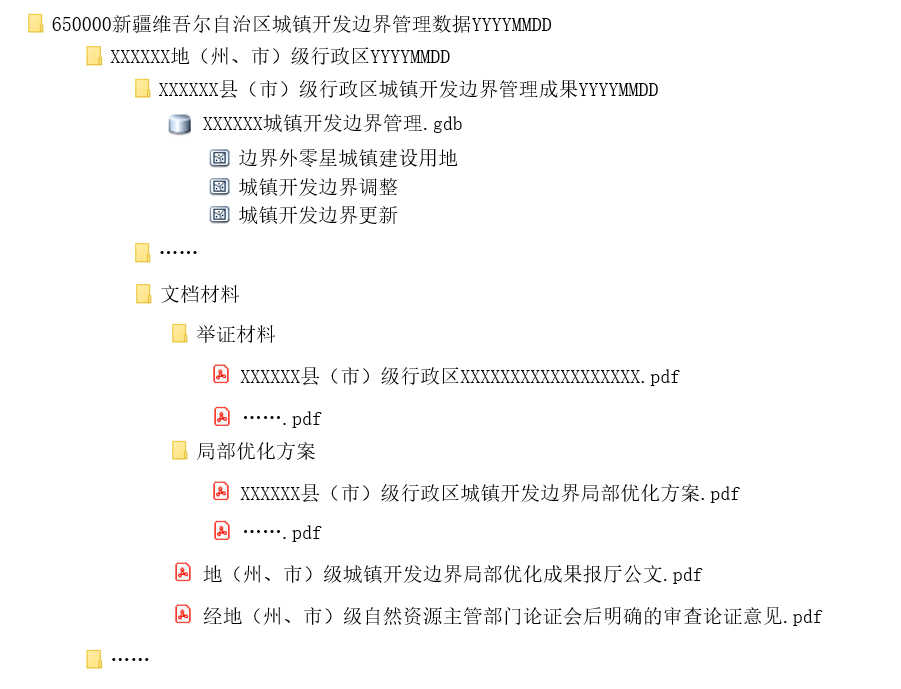 650000新疆维吾尔自治区城镇开发边界管理数据YYYYMMDD
XXXXXX地（州、市）级行政区YYYYMMDD
XXXXXX县（市）级行政区城镇开发边界管理成果YYYYMMDD
XXXXXX城镇开发边界管理.gdb
边界外零星城镇建设用地
城镇开发边界调整
城镇开发边界更新
……
文档材料
举证材料
XXXXXX县（市）级行政区XXXXXXXXXXXXXXXXXX.pdf
…….pdf
局部优化方案
XXXXXX县（市）级行政区城镇开发边界局部优化方案.pdf
…….pdf
地（州、市）级城镇开发边界局部优化成果报厅公文.pdf
经地（州、市）级自然资源主管部门论证会后明确的审查论证意见.pdf
……